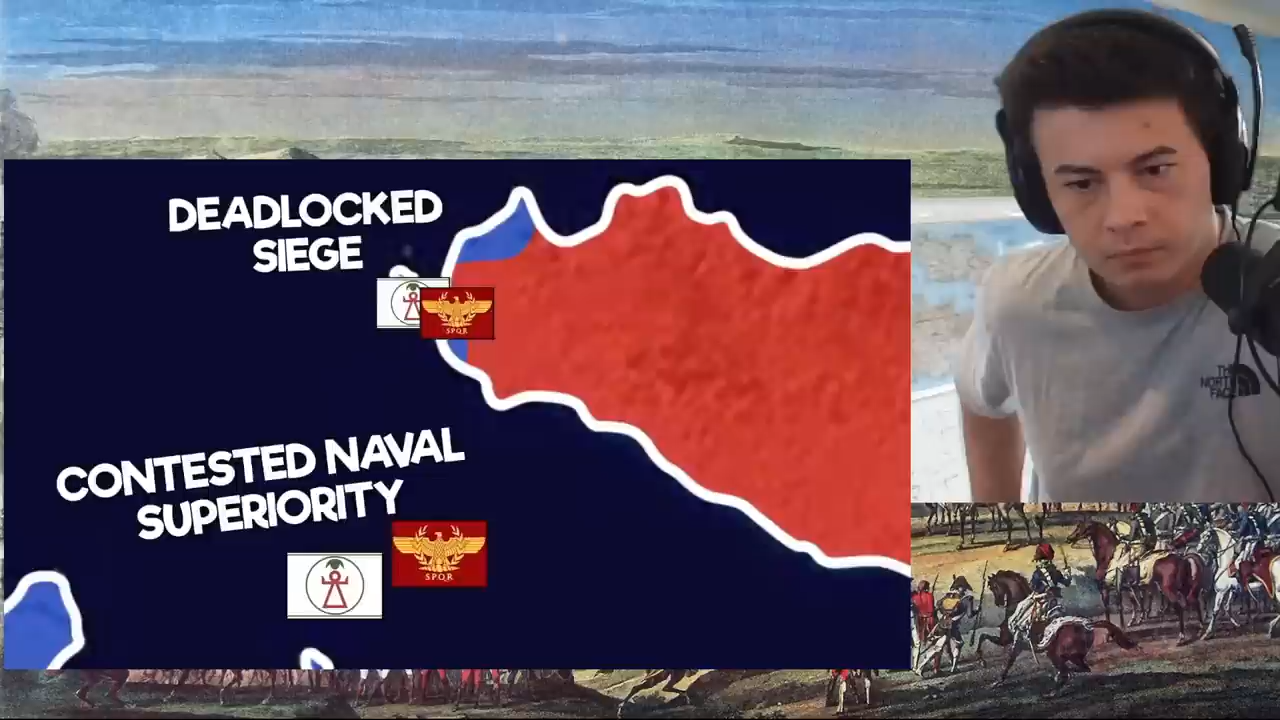 DEADLOCKED
SIEGE
SPQR
CONTESTED NAVAL
SUPERIORITY
SPQR
THE
NORTH
FACE